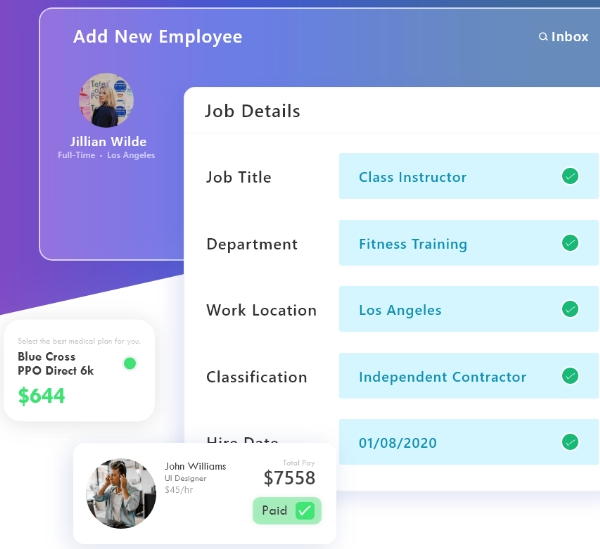 Add New Employee
Inbox
Jillian Wilde
Full-Time • Los Angeles
Job Details
Job Title
Class Instructor
Department
Fitness Training
Work Location
Los Angeles
Classification
Independent Contractor
Hire Date
01/08/2020
Select the best medical plan for you.
Blue Cross
PPO Direct 6k
$644
John Williams
UI Designer
$45/hr
Total Pay
$7558
Paid